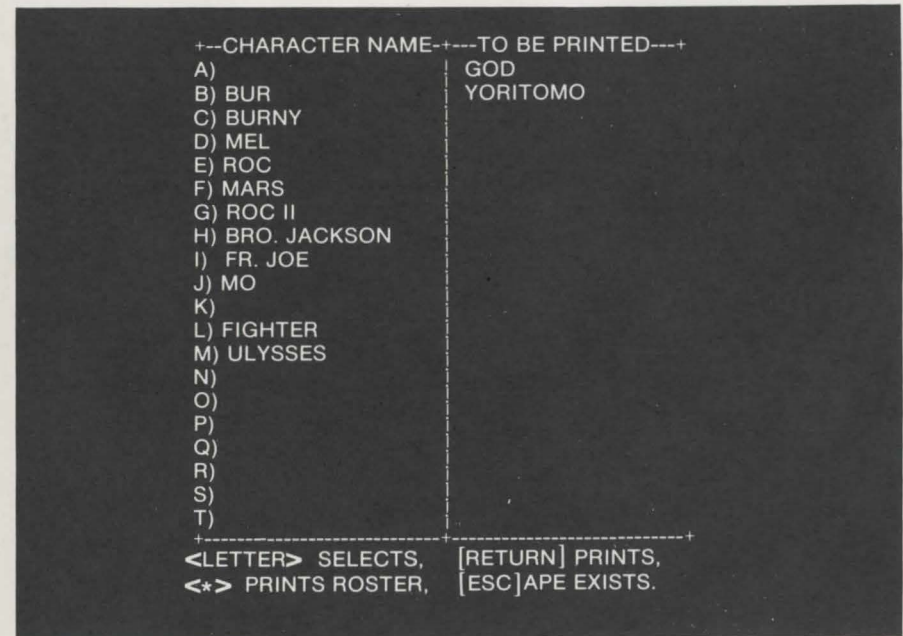 +--CHARACTER NAME-+---TO BE PRINTED---+
A) | GOD
B) BUR | YORITOMO
C) BURNY
D) MEL
E) ROC
F) MARS
G) ROC II
H) BRO. JACKSON
I) FR. JOE
J) MO
K)
L) FIGHTER
M) ULYSSES
N)
O)
P)
Q)
R)
S)
T)
+-----------------------------+------------------------------+
<LETTER> SELECTS, [RETURN] PRINTS,
<*> PRINTS ROSTER, [ESC]APE EXISTS.